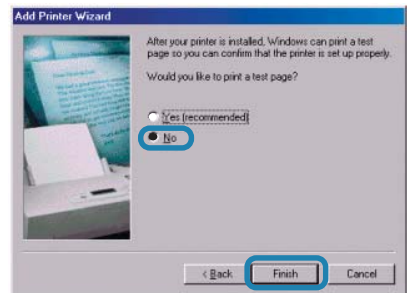 Add Printer Wizard
After your printer is installed, Windows can print a test
page so you can confirm that the printer is set up properly.
Would you like to print a test page?
Yes (recommended)
No
< Back
Finish
Cancel